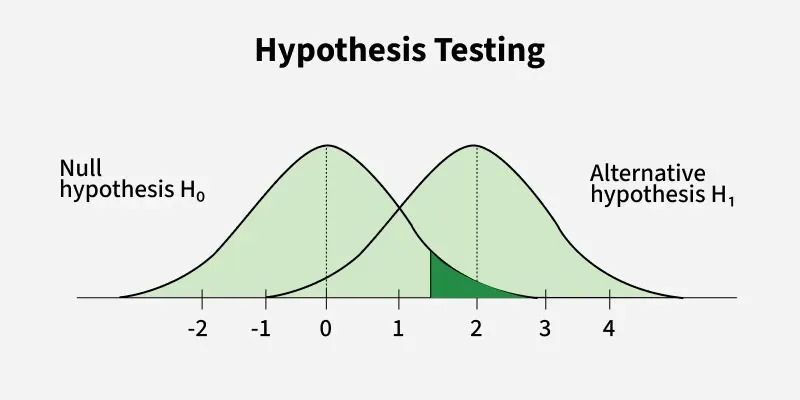 Hypothesis Testing
Null
hypothesis H₀
Alternative
hypothesis H₁
-2 -1 0 1 2 3 4